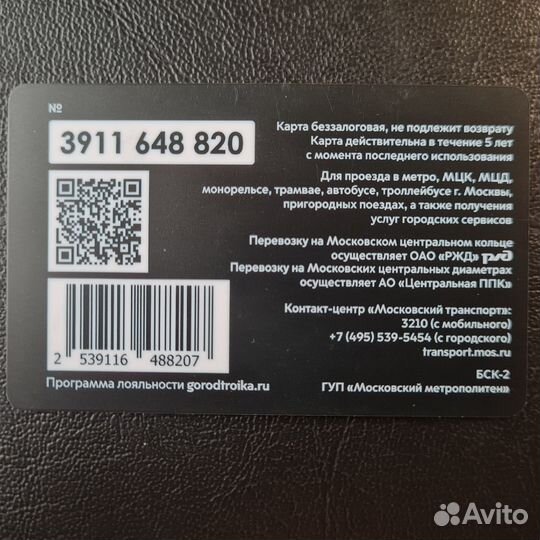 №
3911 648 820
Карта беззалоговая, не подлежит возврату
Карта действительна в течение 5 лет
с момента последнего использования
Для проезда в метро, МЦК, МЦД,
монорельсе, трамвае, автобусе, троллейбусе г. Москвы,
пригородных поездах, а также получения
услуг городских сервисов
Перевозку на Московском центральном кольце
осуществляет ОАО «РЖД» ржд
Перевозку на Московских центральных диаметрах
осуществляет АО «Центральная ППК»
Контакт-центр «Московский транспорт»:
3210 (с мобильного)
+7 (495) 539-5454 (с городского)
transport.mos.ru
2 539116 488207
Программа лояльности gorodtroika.ru
БСК-2
ГУП «Московский метрополитен»
Avito